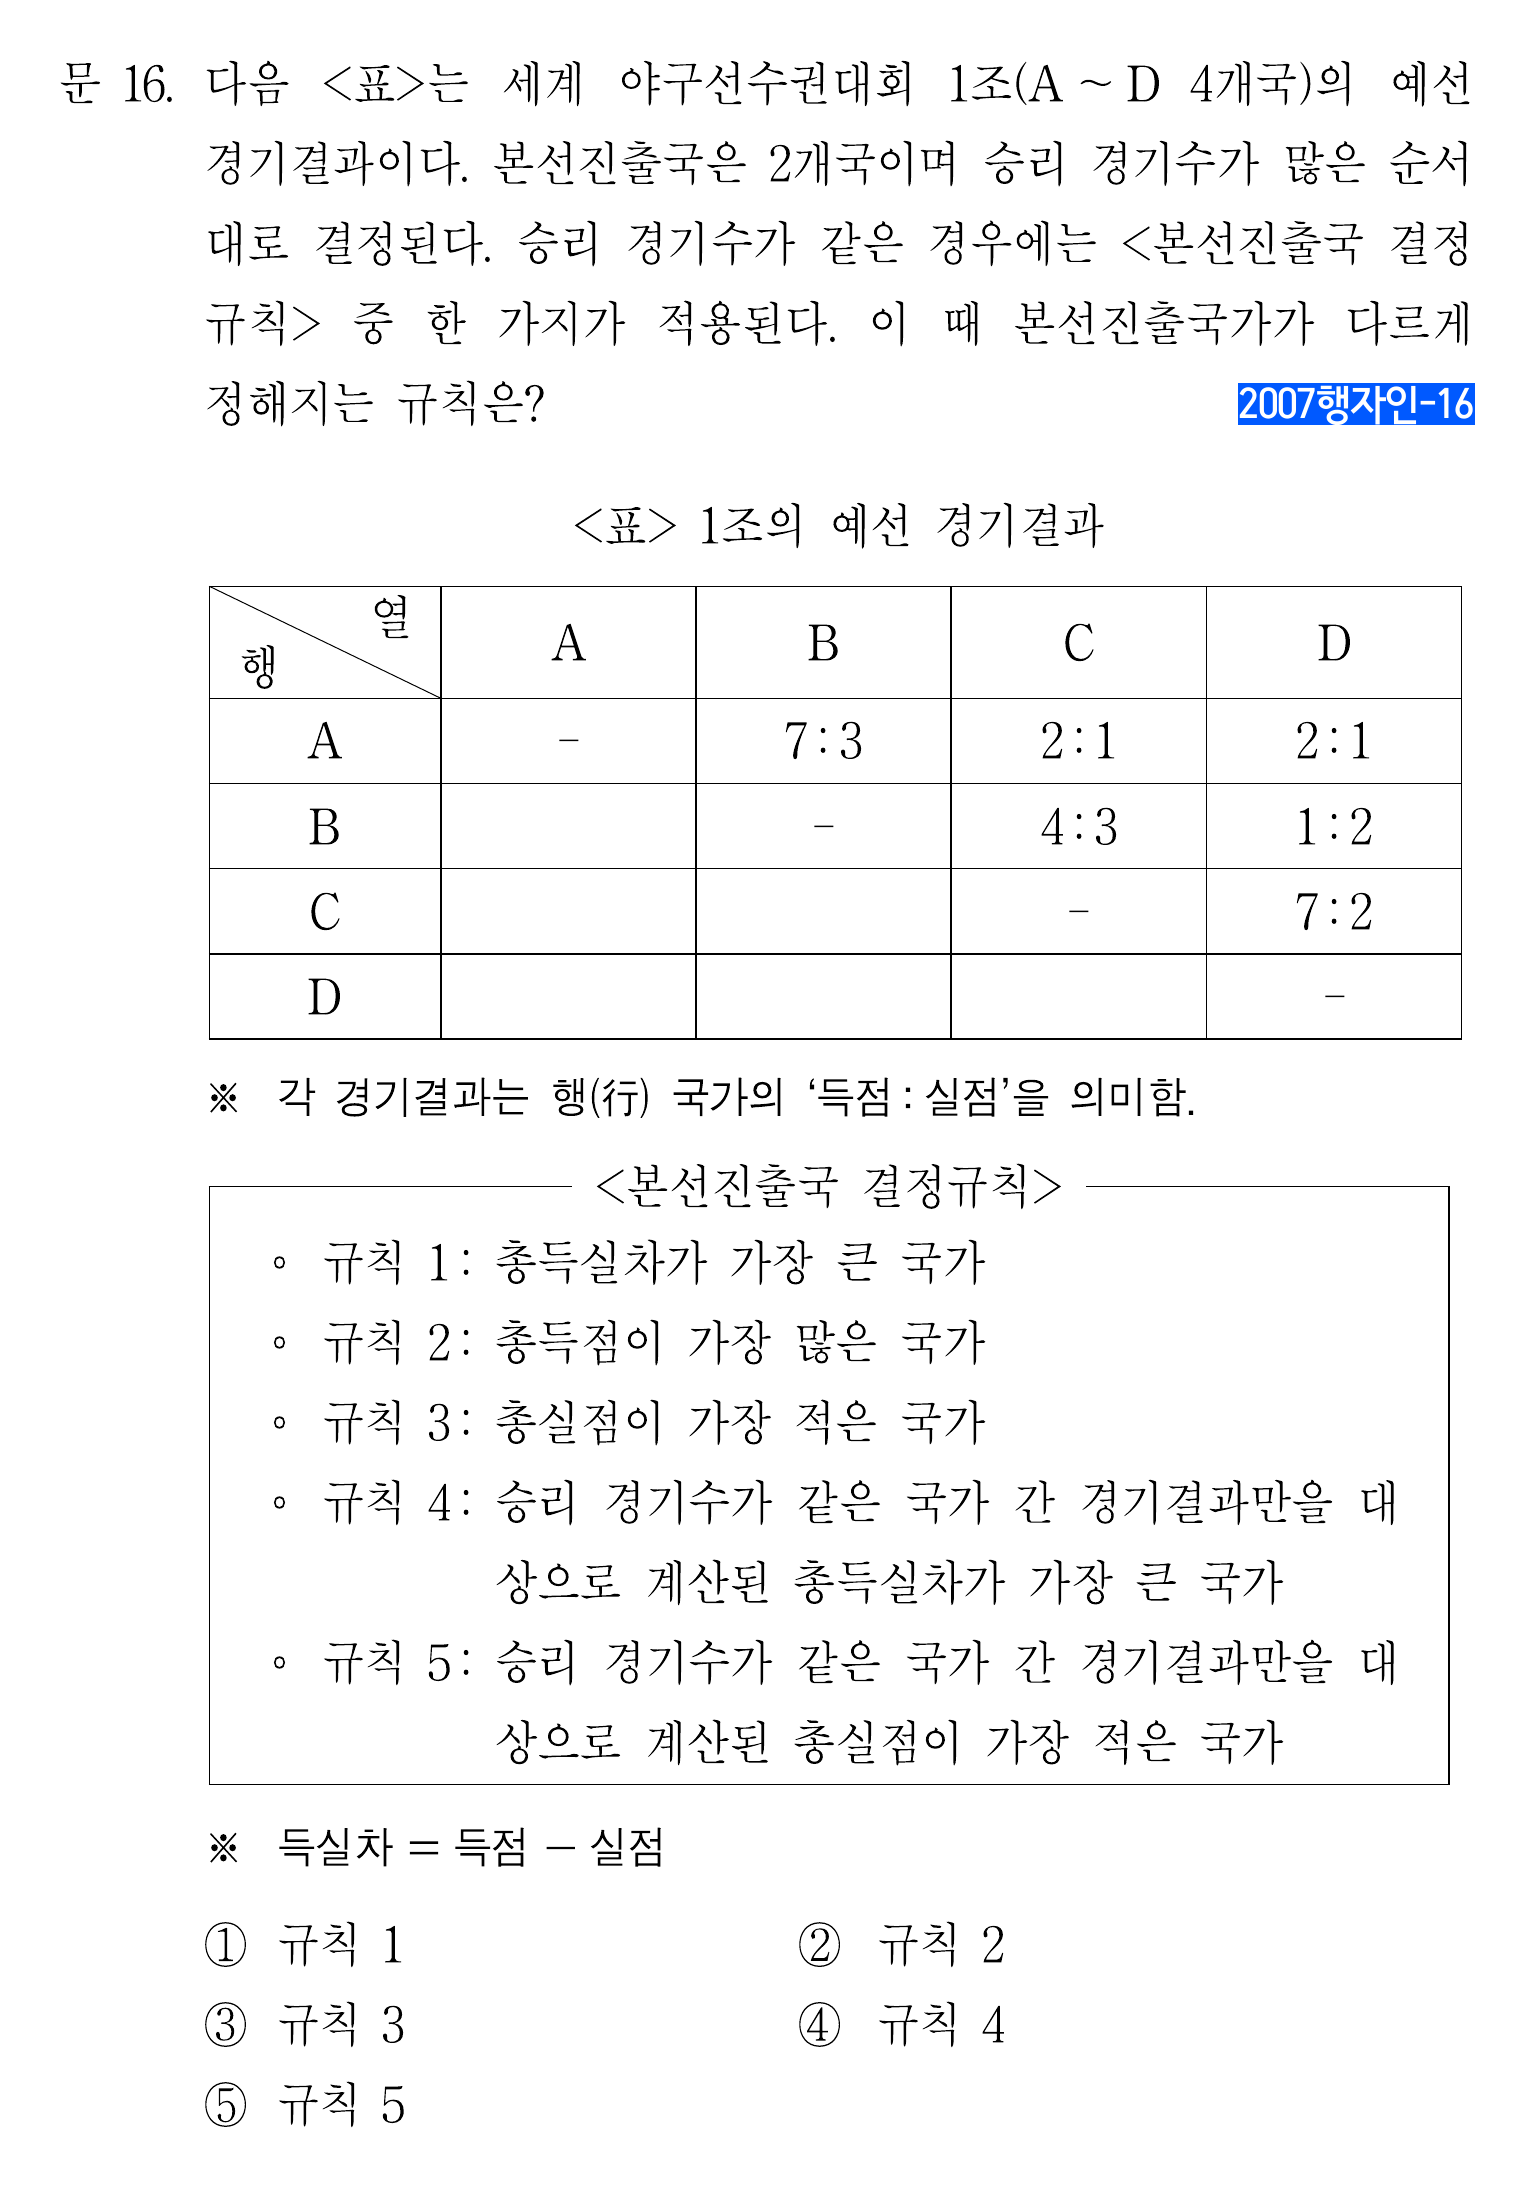 문 16. 다음 <표>는 세계 야구선수권대회 1조(A ~ D 4개국)의 예선
경기결과이다. 본선진출국은 2개국이며 승리 경기수가 많은 순서
대로 결정된다. 승리 경기수가 같은 경우에는 <본선진출국 결정
규칙> 중 한 가지가 적용된다. 이 때 본선진출국가가 다르게
정해지는 규칙은? 2007행자인-16
<표> 1조의 예선 경기결과
열
행
A B C D
A - 7:3 2:1 2:1
B - 4:3 1:2
C - 7:2
D -
※ 각 경기결과는 행(行) 국가의 ‘득점:실점’을 의미함.
<본선진출국 결정규칙>
◦ 규칙 1: 총득실차가 가장 큰 국가
◦ 규칙 2: 총득점이 가장 많은 국가
◦ 규칙 3: 총실점이 가장 적은 국가
◦ 규칙 4: 승리 경기수가 같은 국가 간 경기결과만을 대
상으로 계산된 총득실차가 가장 큰 국가
◦ 규칙 5: 승리 경기수가 같은 국가 간 경기결과만을 대
상으로 계산된 총실점이 가장 적은 국가
※ 득실차 = 득점 - 실점
① 규칙 1 ② 규칙 2
③ 규칙 3 ④ 규칙 4
⑤ 규칙 5